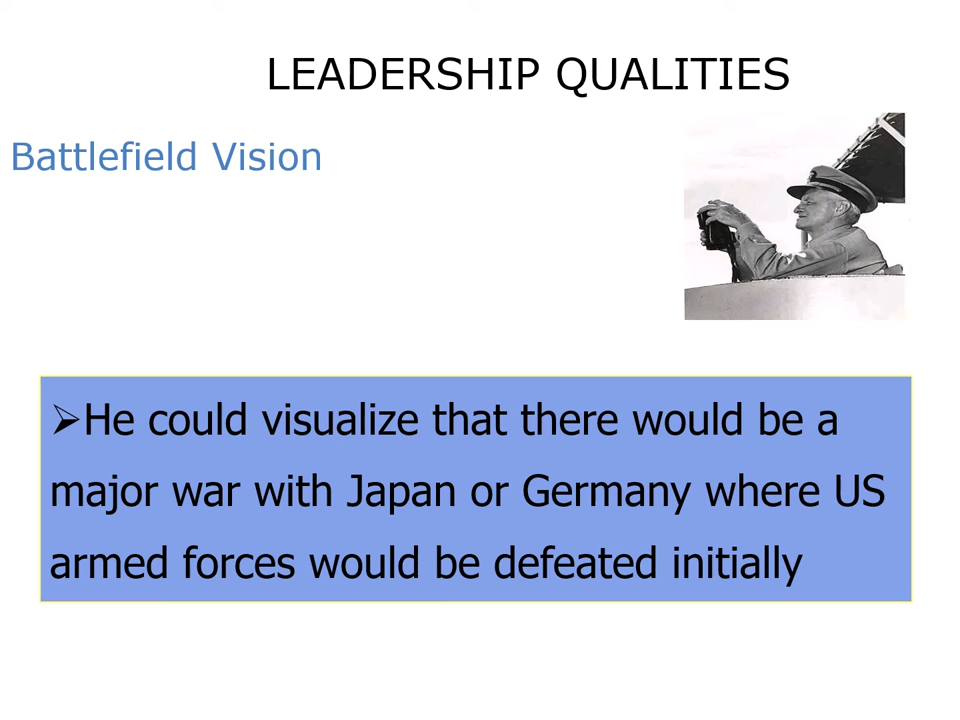 LEADERSHIP QUALITIES
Battlefield Vision
➢He could visualize that there would be a
major war with Japan or Germany where US
armed forces would be defeated initially